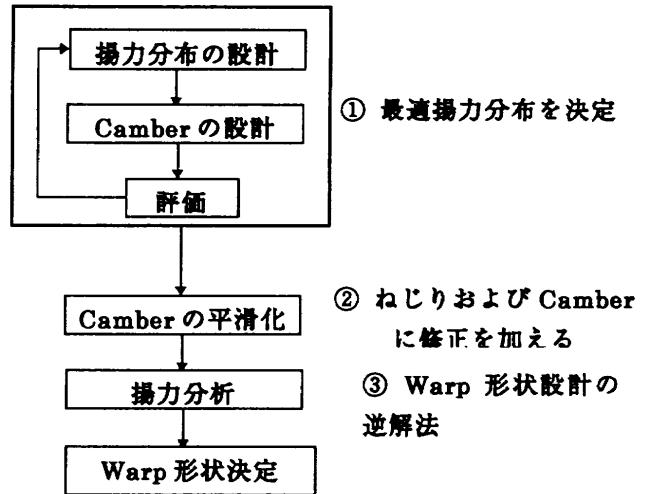 揚力分布の設計
Camberの設計
評価
① 最適揚力分布を決定
Camberの平滑化
② ねじりおよびCamber
に修正を加える
揚力分析
③ Warp 形状設計の
逆解法
Warp 形状決定